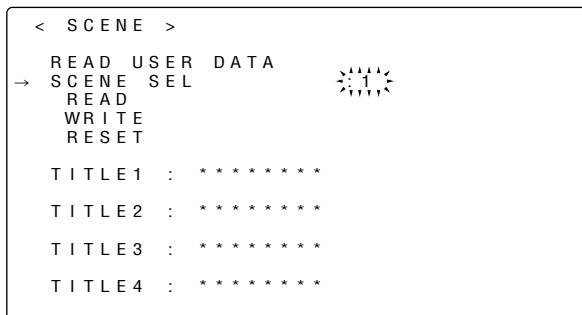 < SCENE >
READ USER DATA
→ SCENE SEL : 1
READ
WRITE
RESET
TITLE1 : ********
TITLE2 : ********
TITLE3 : ********
TITLE4 : ********